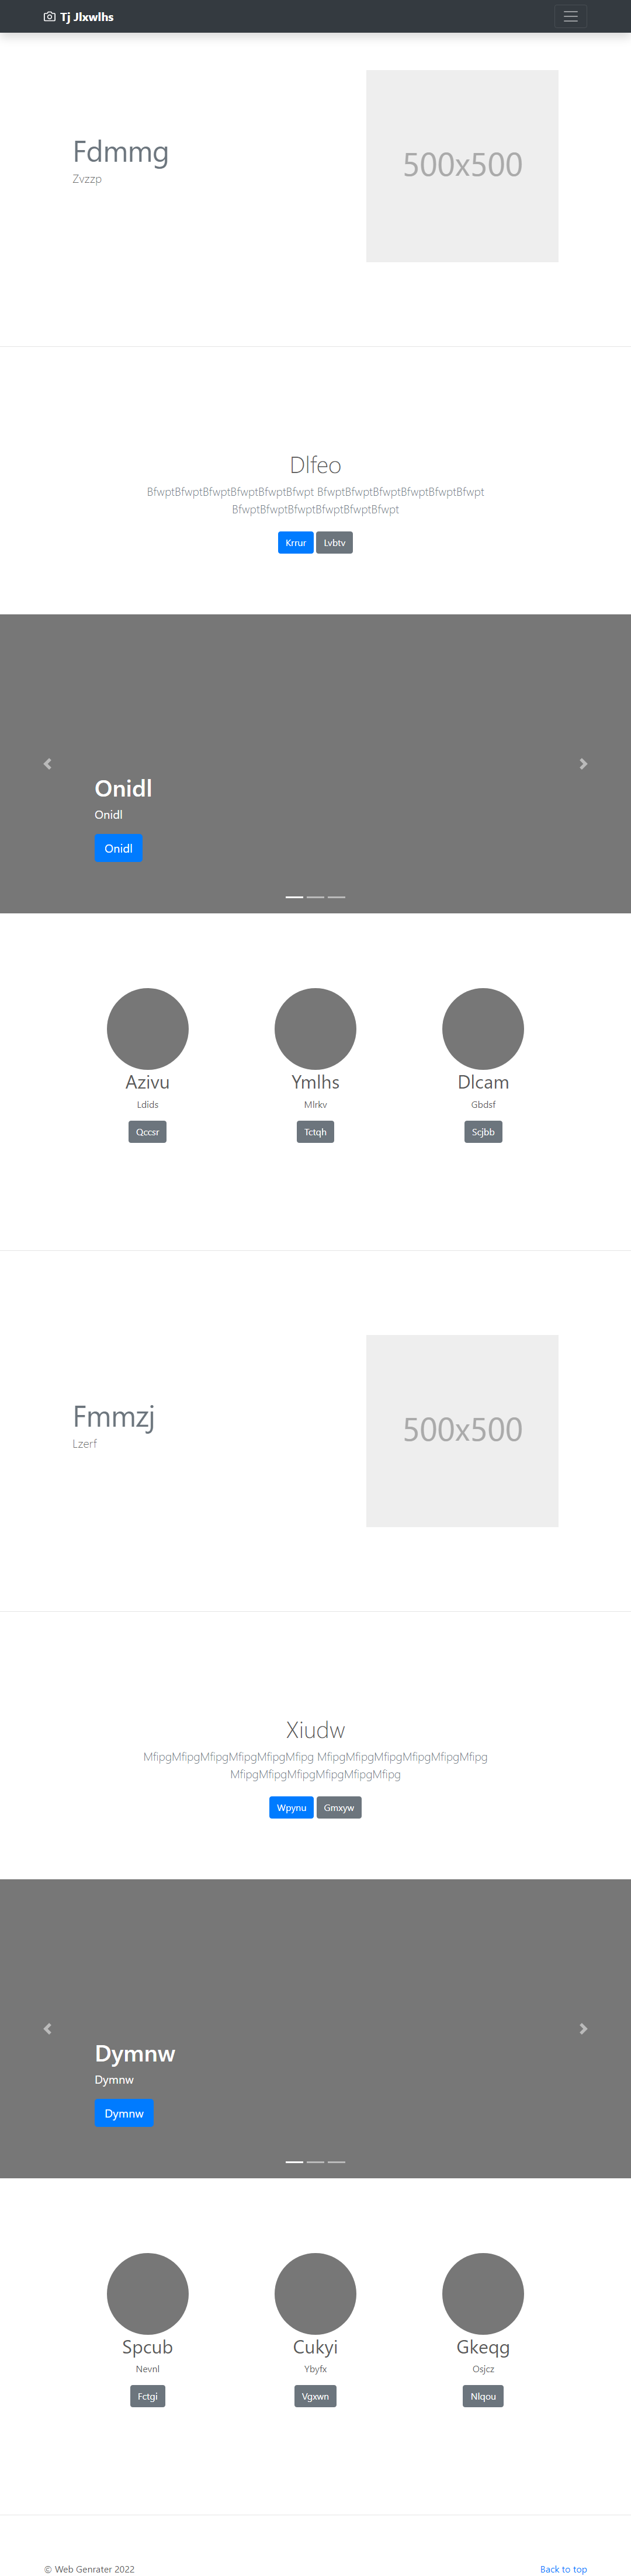 Tj Jlxwlhs
Fdmmg
Zvzzp
500x500
Dlfeo
BfwptBfwptBfwptBfwptBfwptBfwpt BfwptBfwptBfwptBfwptBfwptBfwpt
BfwptBfwptBfwptBfwptBfwptBfwpt
Krrur Lvbtv
Onidl
Onidl
Onidl
Azivu Ymlhs Dlcam
Ldids Mlrkv Gbdsf
Qccsr Tctqh Scjbb
Fmmzj
Lzerf
500x500
Xiudw
MfipgMfipgMfipgMfipgMfipgMfipg MfipgMfipgMfipgMfipgMfipgMfipg
MfipgMfipgMfipgMfipgMfipgMfipg
Wpynu Gmxyw
Dymnw
Dymnw
Dymnw
Spcub Cukyi Gkeqg
Nevnl Ybyfx Osjcz
Fctgi Vgxwn Nlqou
© Web Genrater 2022 Back to top